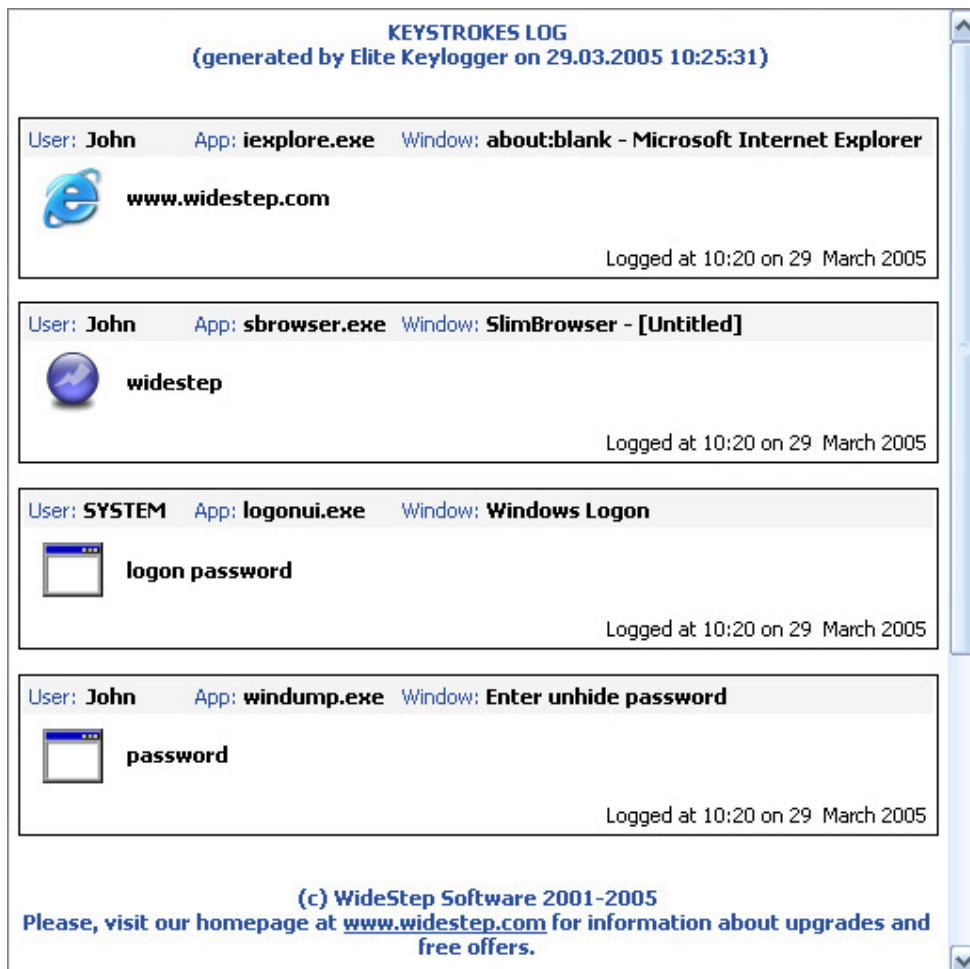 KEYSTROKES LOG
(generated by Elite Keylogger on 29.03.2005 10:25:31)
User: John App: iexplore.exe Window: about:blank - Microsoft Internet Explorer
www.widestep.com
Logged at 10:20 on 29 March 2005
User: John App: sbrowser.exe Window: SlimBrowser - [Untitled]
widestep
Logged at 10:20 on 29 March 2005
User: SYSTEM App: logonui.exe Window: Windows Logon
logon password
Logged at 10:20 on 29 March 2005
User: John App: windump.exe Window: Enter unhide password
password
Logged at 10:20 on 29 March 2005
(c) WideStep Software 2001-2005
Please, visit our homepage at www.widestep.com for information about upgrades and
free offers.